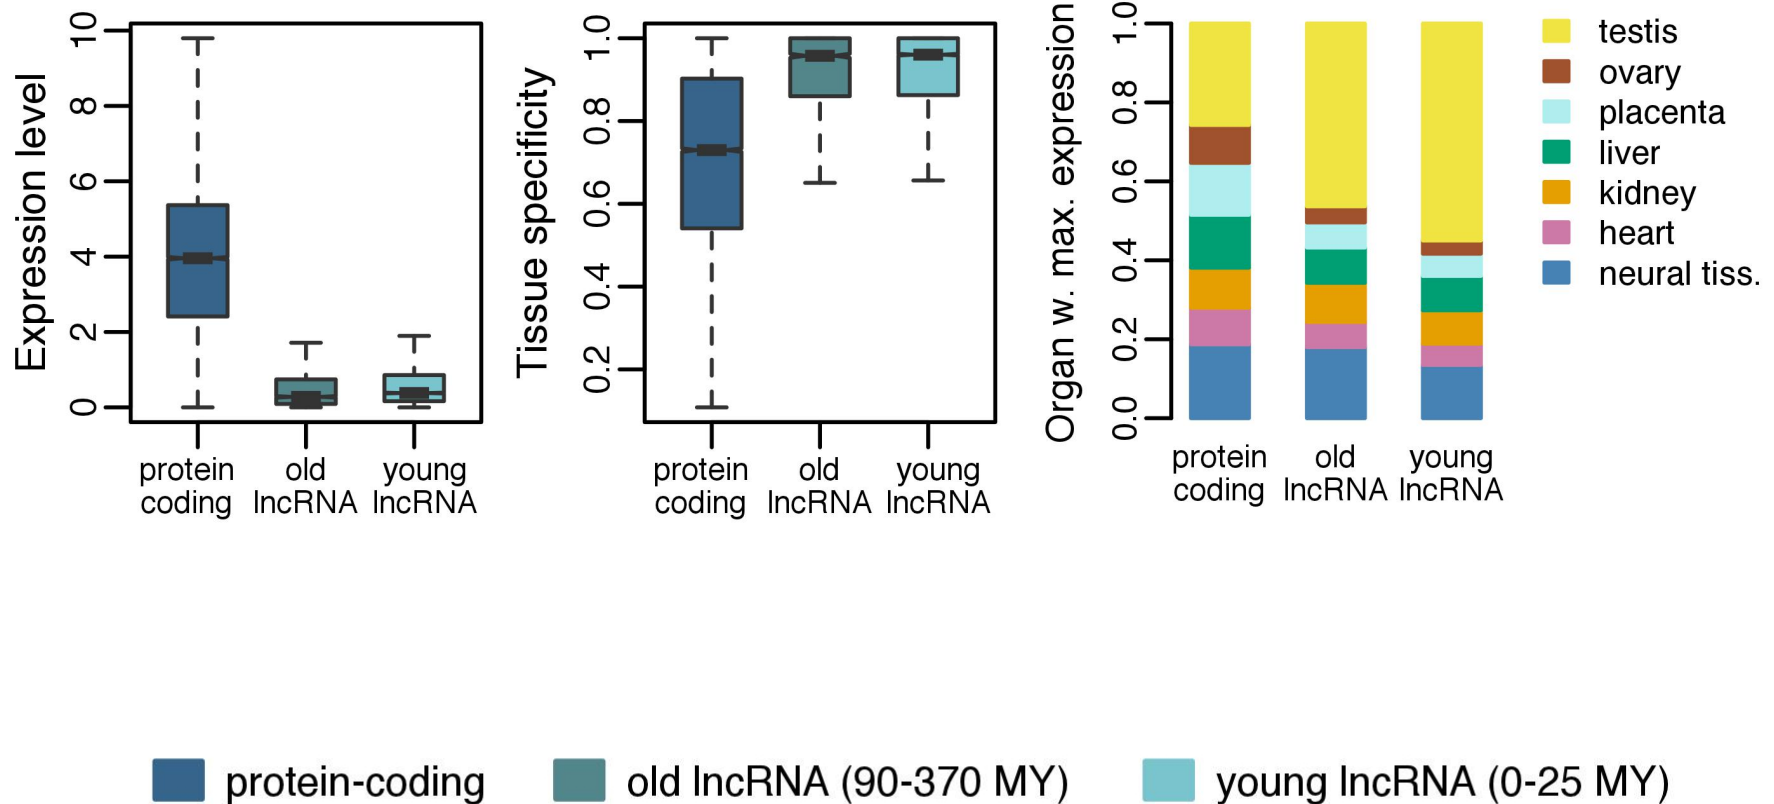 Expression level
10
8
6
4
2
0
protein coding
old lncRNA
young lncRNA
Tissue specificity
1.0
0.8
0.6
0.4
0.2
protein coding
old lncRNA
young lncRNA
Organ w. max. expression
1.0
0.8
0.6
0.4
0.2
0.0
protein coding
old lncRNA
young lncRNA
testis
ovary
placenta
liver
kidney
heart
neural tiss.
protein-coding
old lncRNA (90-370 MY)
young lncRNA (0-25 MY)